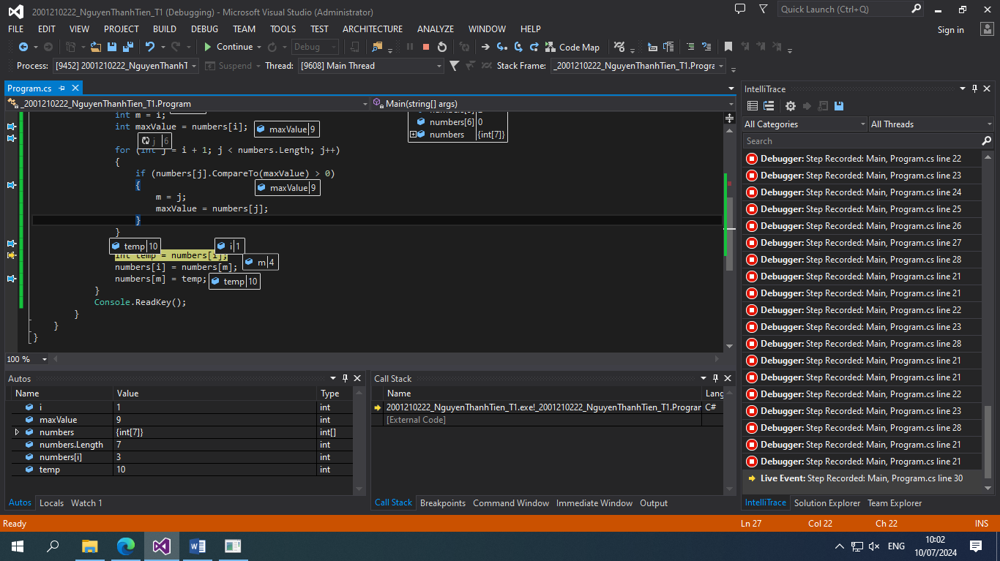 2001210222_NguyenThanhTien_T1 (Debugging) - Microsoft Visual Studio (Administrator)
Quick Launch (Ctrl+Q)
FILE EDIT VIEW PROJECT BUILD DEBUG TEAM TOOLS TEST ARCHITECTURE ANALYZE WINDOW HELP
Sign in
Continue Debug Code Map
Process: [9452] 2001210222_NguyenThanhT Suspend Thread: [9608] Main Thread Stack Frame: _2001210222_NguyenThanhTien_T1.Progra
Program.cs
_2001210222_NguyenThanhTien_T1.Program Main(string[] args)
int m = i;
int maxValue = numbers[i]; maxValue 9
numbers[6] 0
numbers {int[7]}
j 6
for (int j = i + 1; j < numbers.Length; j++)
{
if (numbers[j].CompareTo(maxValue) > 0)
{ maxValue 9
m = j;
maxValue = numbers[j];
}
}
temp 10 i 1
int temp = numbers[i];
numbers[i] = numbers[m]; m 4
numbers[m] = temp; temp 10
}
Console.ReadKey();
}
}
}
100 %
Autos
Name Value Type
i 1 int
maxValue 9 int
numbers {int[7]} int[]
numbers.Length 7 int
numbers[i] 3 int
temp 10 int
Autos Locals Watch 1
Call Stack
Name Lang
2001210222_NguyenThanhTien_T1.exe!_2001210222_NguyenThanhTien_T1.Program C#
[External Code]
Call Stack Breakpoints Command Window Immediate Window Output
IntelliTrace
All Categories All Threads
Search
Debugger: Step Recorded: Main, Program.cs line 22
Debugger: Step Recorded: Main, Program.cs line 23
Debugger: Step Recorded: Main, Program.cs line 24
Debugger: Step Recorded: Main, Program.cs line 25
Debugger: Step Recorded: Main, Program.cs line 26
Debugger: Step Recorded: Main, Program.cs line 27
Debugger: Step Recorded: Main, Program.cs line 28
Debugger: Step Recorded: Main, Program.cs line 21
Debugger: Step Recorded: Main, Program.cs line 21
Debugger: Step Recorded: Main, Program.cs line 22
Debugger: Step Recorded: Main, Program.cs line 23
Debugger: Step Recorded: Main, Program.cs line 28
Debugger: Step Recorded: Main, Program.cs line 21
Debugger: Step Recorded: Main, Program.cs line 21
Debugger: Step Recorded: Main, Program.cs line 22
Debugger: Step Recorded: Main, Program.cs line 23
Debugger: Step Recorded: Main, Program.cs line 28
Debugger: Step Recorded: Main, Program.cs line 21
Debugger: Step Recorded: Main, Program.cs line 21
Live Event: Step Recorded: Main, Program.cs line 30
IntelliTrace Solution Explorer Team Explorer
Ready Ln 27 Col 22 Ch 22 INS
ENG
10:02
10/07/2024